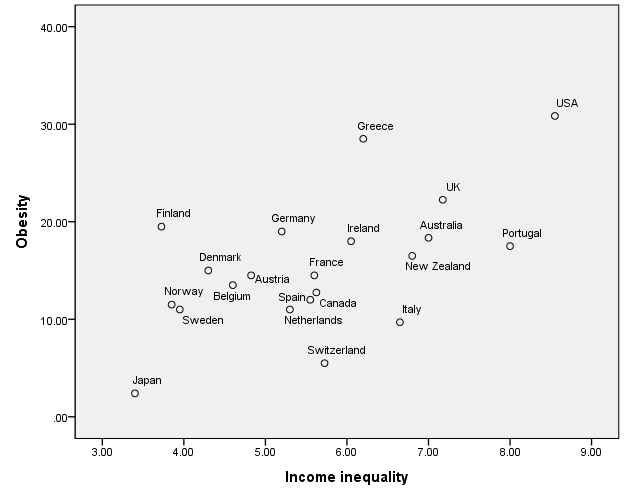 40.00
USA
Greece
30.00
UK
Finland
Germany
20.00
Ireland
Australia
Portugal
Denmark
France
New Zealand
Austria
Norway
Belgium
Spain
Canada
Italy
Sweden
Netherlands
10.00
Switzerland
Japan
.00
Obesity
3.00 4.00 5.00 6.00 7.00 8.00 9.00
Income inequality